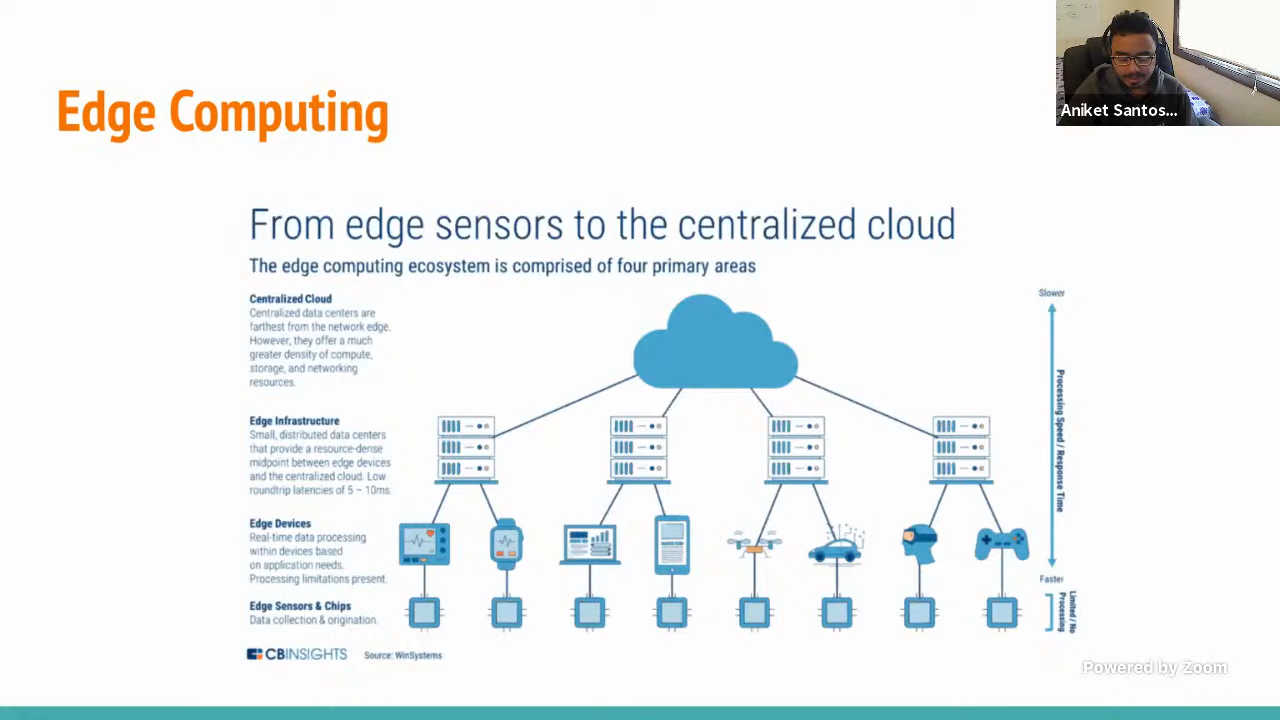 Edge Computing
Aniket Santos...
From edge sensors to the centralized cloud
The edge computing ecosystem is comprised of four primary areas
Centralized Cloud
Centralized data centers are
farthest from the network edge.
However, they offer a much
greater density of compute,
storage, and networking
resources.
Edge Infrastructure
Small, distributed data centers
that provide a resource-dense
midpoint between edge devices
and the centralized cloud. Low
roundtrip latencies of 5 – 10ms.
Edge Devices
Real-time data processing
within devices based
on application needs.
Processing limitations present.
Edge Sensors & Chips
Data collection & origination.
Slower
Processing Speed / Response Time
Faster
Limited / No
Processing
CBINSIGHTS
Source: WinSystems
Powered by Zoom